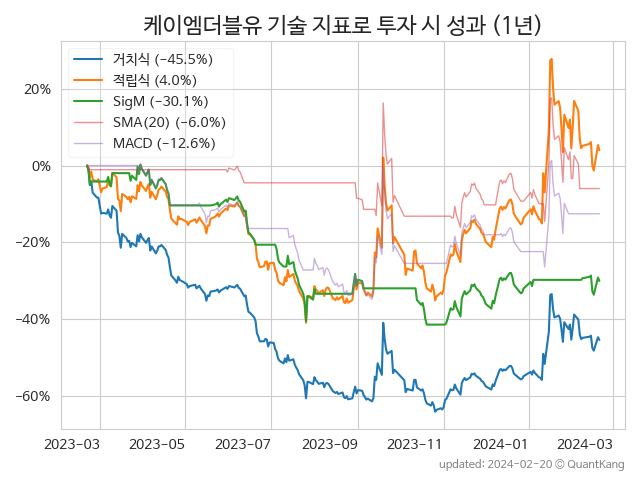 케이엠더블유 기술 지표로 투자 시 성과 (1년)
거치식 (−45.5%)
적립식 (4.0%)
SigM (−30.1%)
SMA(20) (−6.0%)
MACD (−12.6%)
20%
0%
−20%
−40%
−60%
2023-03 2023-05 2023-07 2023-09 2023-11 2024-01 2024-03
updated: 2024-02-20 © QuantKang